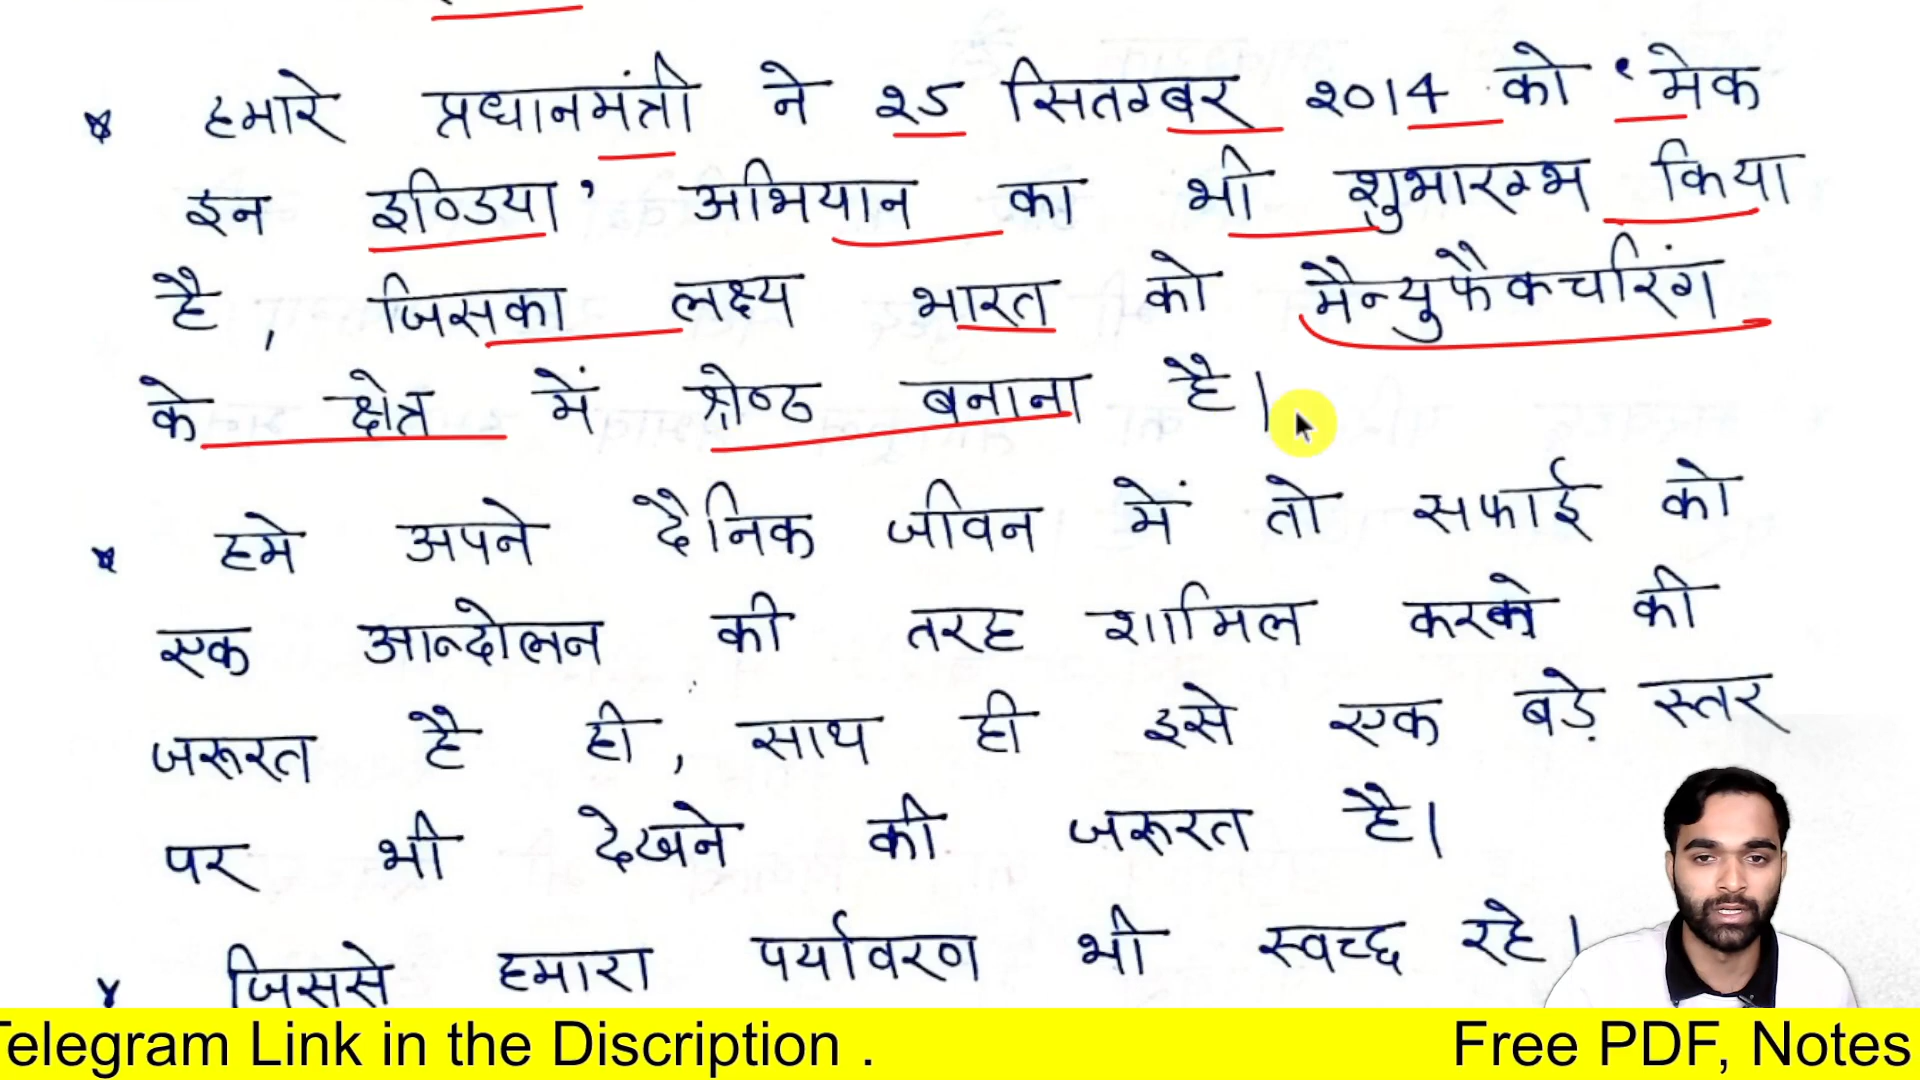 हमारे प्रधानमंत्री ने २5 सितम्बर २014 को ‘मेक
इन इण्डिया’ अभियान का भी शुभारम्भ किया
है, जिसका लक्ष्य भारत को मैन्युफैक्चरिंग
के क्षेत्र में श्रेष्ठ बनाना है।
हमे अपने दैनिक जीवन में तो सफाई को
एक आन्दोलन की तरह शामिल करने की
जरूरत है ही, साथ ही इसे एक बड़े स्तर
पर भी देखने की जरूरत है।
जिससे हमारा पर्यावरण भी स्वच्छ रहे।
Telegram Link in the Discription . Free PDF, Notes